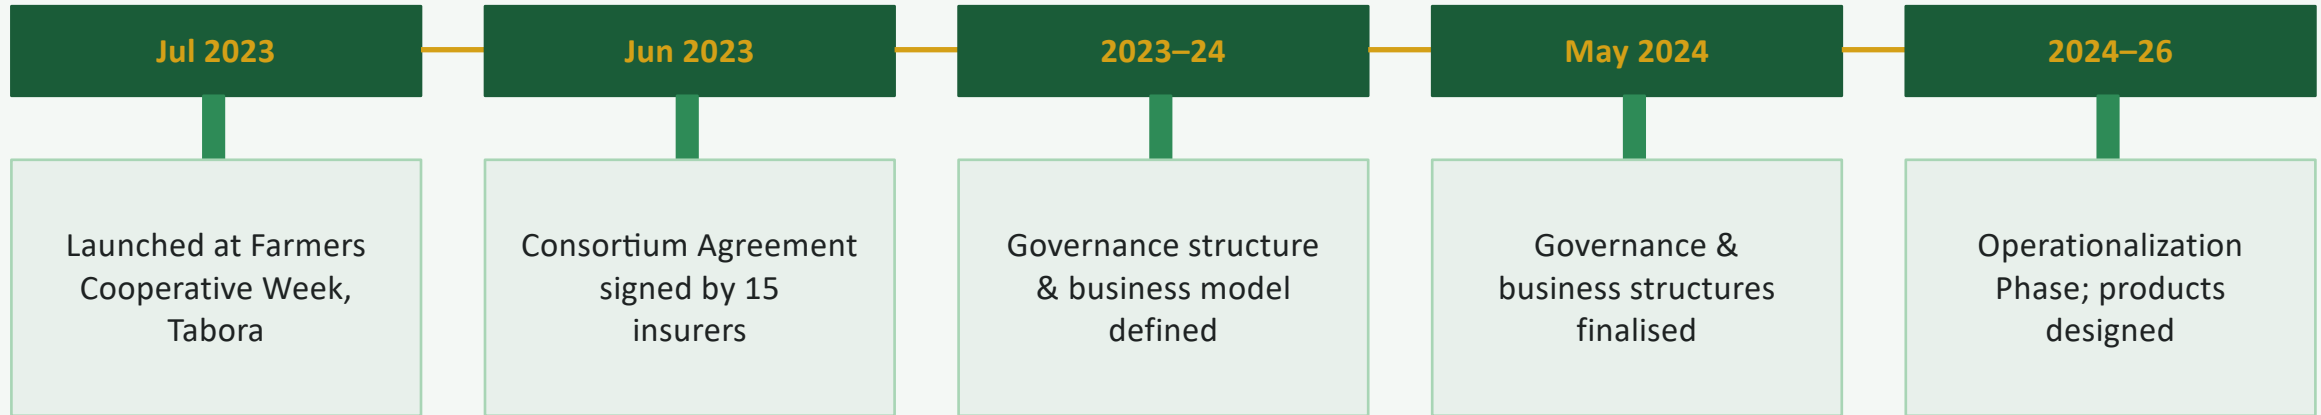 Jul 2023
Launched at Farmers
Cooperative Week,
Tabora
Jun 2023
Consortium Agreement
signed by 15
insurers
2023–24
Governance structure
& business model
defined
May 2024
Governance &
business structures
finalised
2024–26
Operationalization
Phase; products
designed